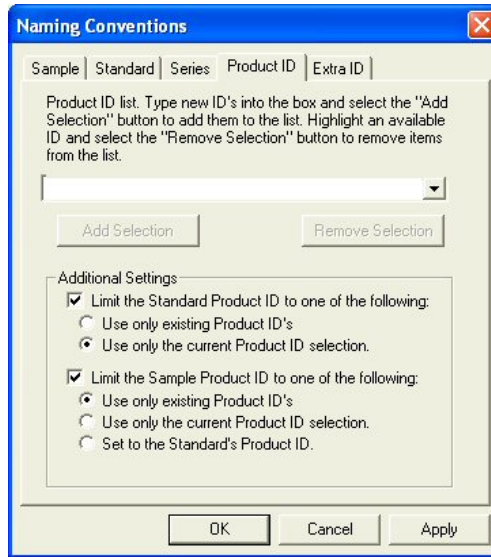 Naming Conventions
Sample Standard Series Product ID Extra ID
Product ID list. Type new ID's into the box and select the "Add
Selection" button to add them to the list. Highlight an available
ID and select the "Remove Selection" button to remove items
from the list.
Add Selection Remove Selection
Additional Settings
Limit the Standard Product ID to one of the following:
Use only existing Product ID's
Use only the current Product ID selection.
Limit the Sample Product ID to one of the following:
Use only existing Product ID's
Use only the current Product ID selection.
Set to the Standard's Product ID.
OK Cancel Apply